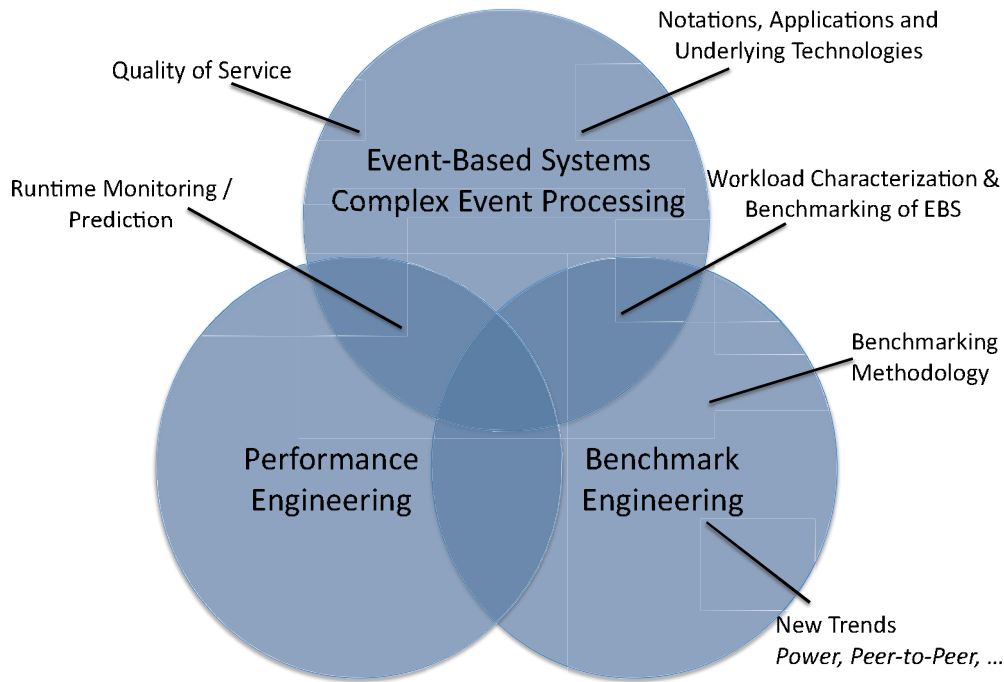 Notations, Applications and
Underlying Technologies
Quality of Service
Event-Based Systems
Complex Event Processing
Runtime Monitoring /
Prediction
Workload Characterization &
Benchmarking of EBS
Benchmarking
Methodology
Performance
Engineering
Benchmark
Engineering
New Trends
Power, Peer-to-Peer, ...